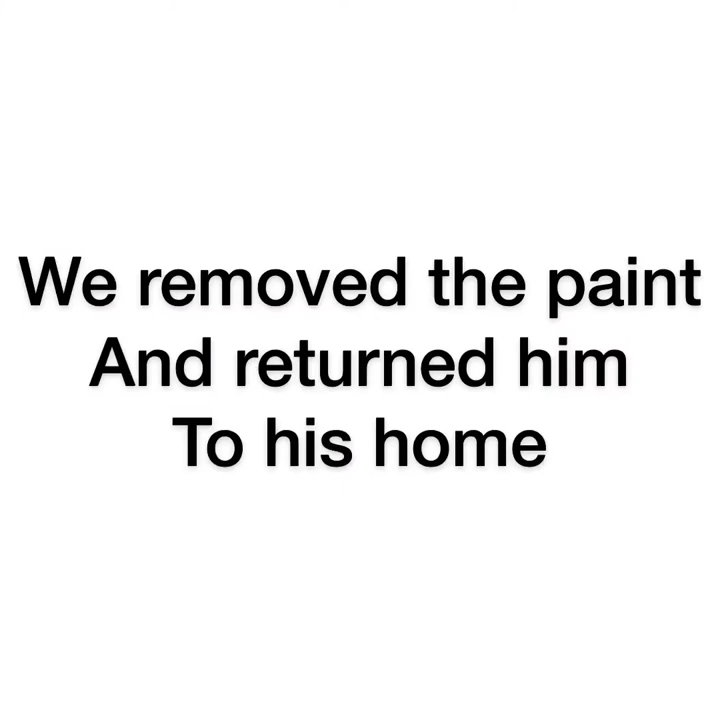 We removed the paint
And returned him
To his home